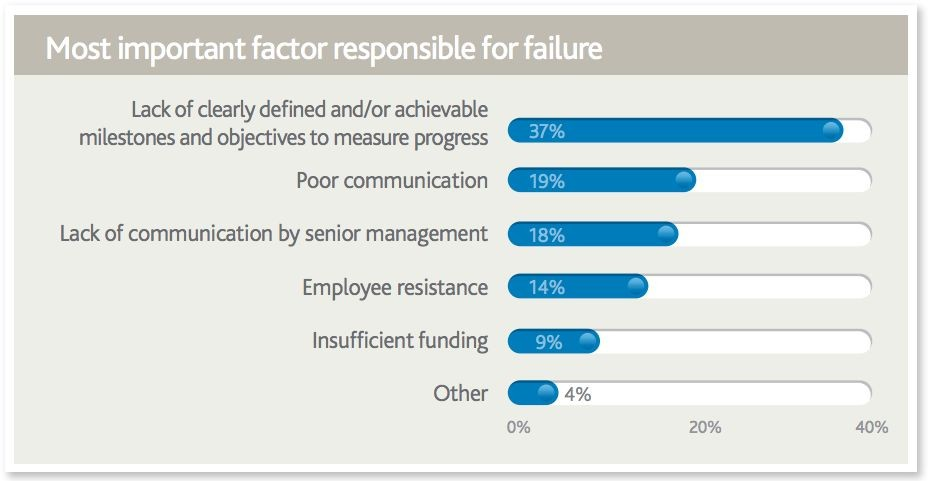 Most important factor responsible for failure
Lack of clearly defined and/or achievable
milestones and objectives to measure progress
37%
Poor communication
19%
Lack of communication by senior management
18%
Employee resistance
14%
Insufficient funding
9%
Other
4%
0%
20%
40%